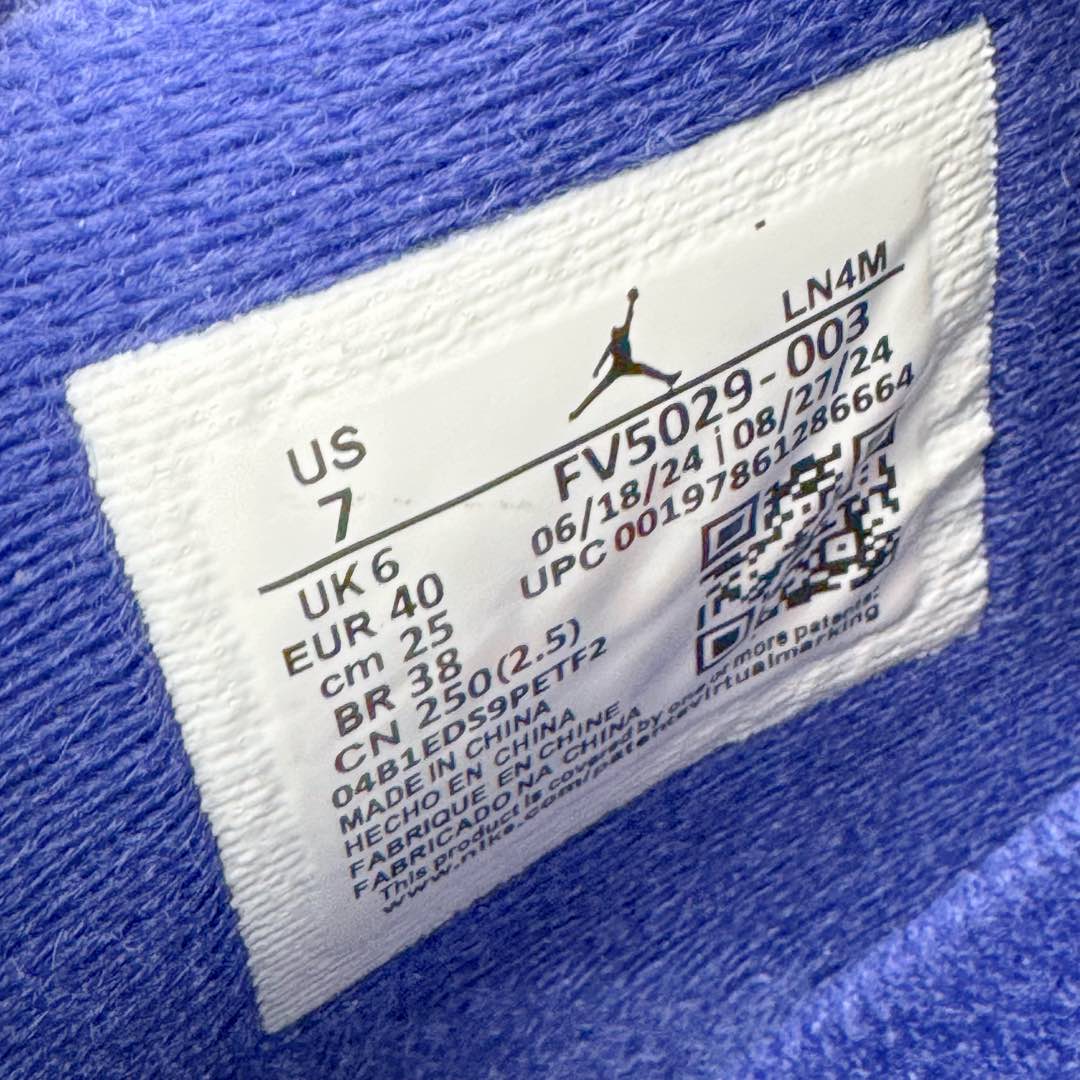 LN4M
US
7
FV5029-003
06/18/24 | 08/27/24
UPC 00197861286664
UK 6
EUR 40
cm 25
BR 38
CN 250(2.5)
04B1EDS9PETF2
MADE IN CHINA
HECHO EN CHINA
FABRIQUE EN CHINE
FABRICADO NA CHINA
This product is covered by one or more patents:
www.nike.com/patentevirtualmarking